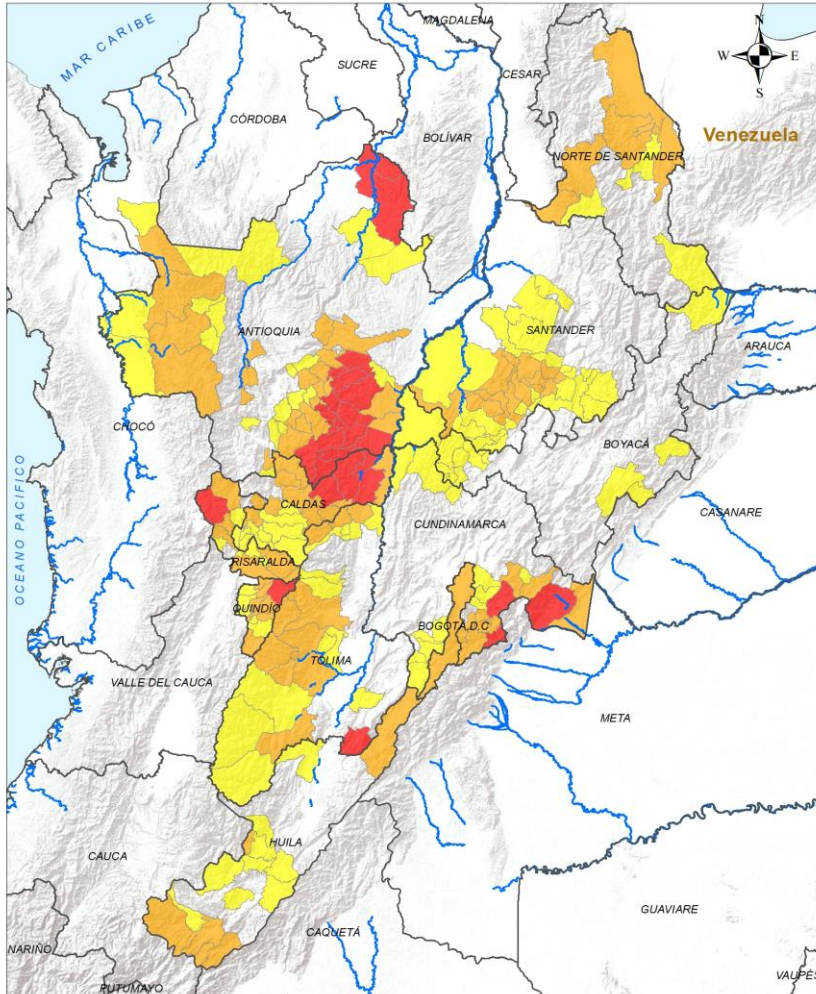 MAGDALENA
MAR CARIBE
N
W
E
S
SUCRE
CESAR
CÓRDOBA
BOLÍVAR
Venezuela
NORTE DE SANTANDER
ANTIOQUIA
SANTANDER
ARAUCA
CHOCÓ
BOYACÁ
OCEANO PACIFICO
CALDAS
CUNDINAMARCA
CASANARE
RISARALDA
QUINDÍO
BOGOTÁ,D.C
TOLIMA
VALLE DEL CAUCA
META
HUILA
CAUCA
GUAVIARE
CAQUETÁ
NARIÑO
PUTUMAYO
VAUPÉS